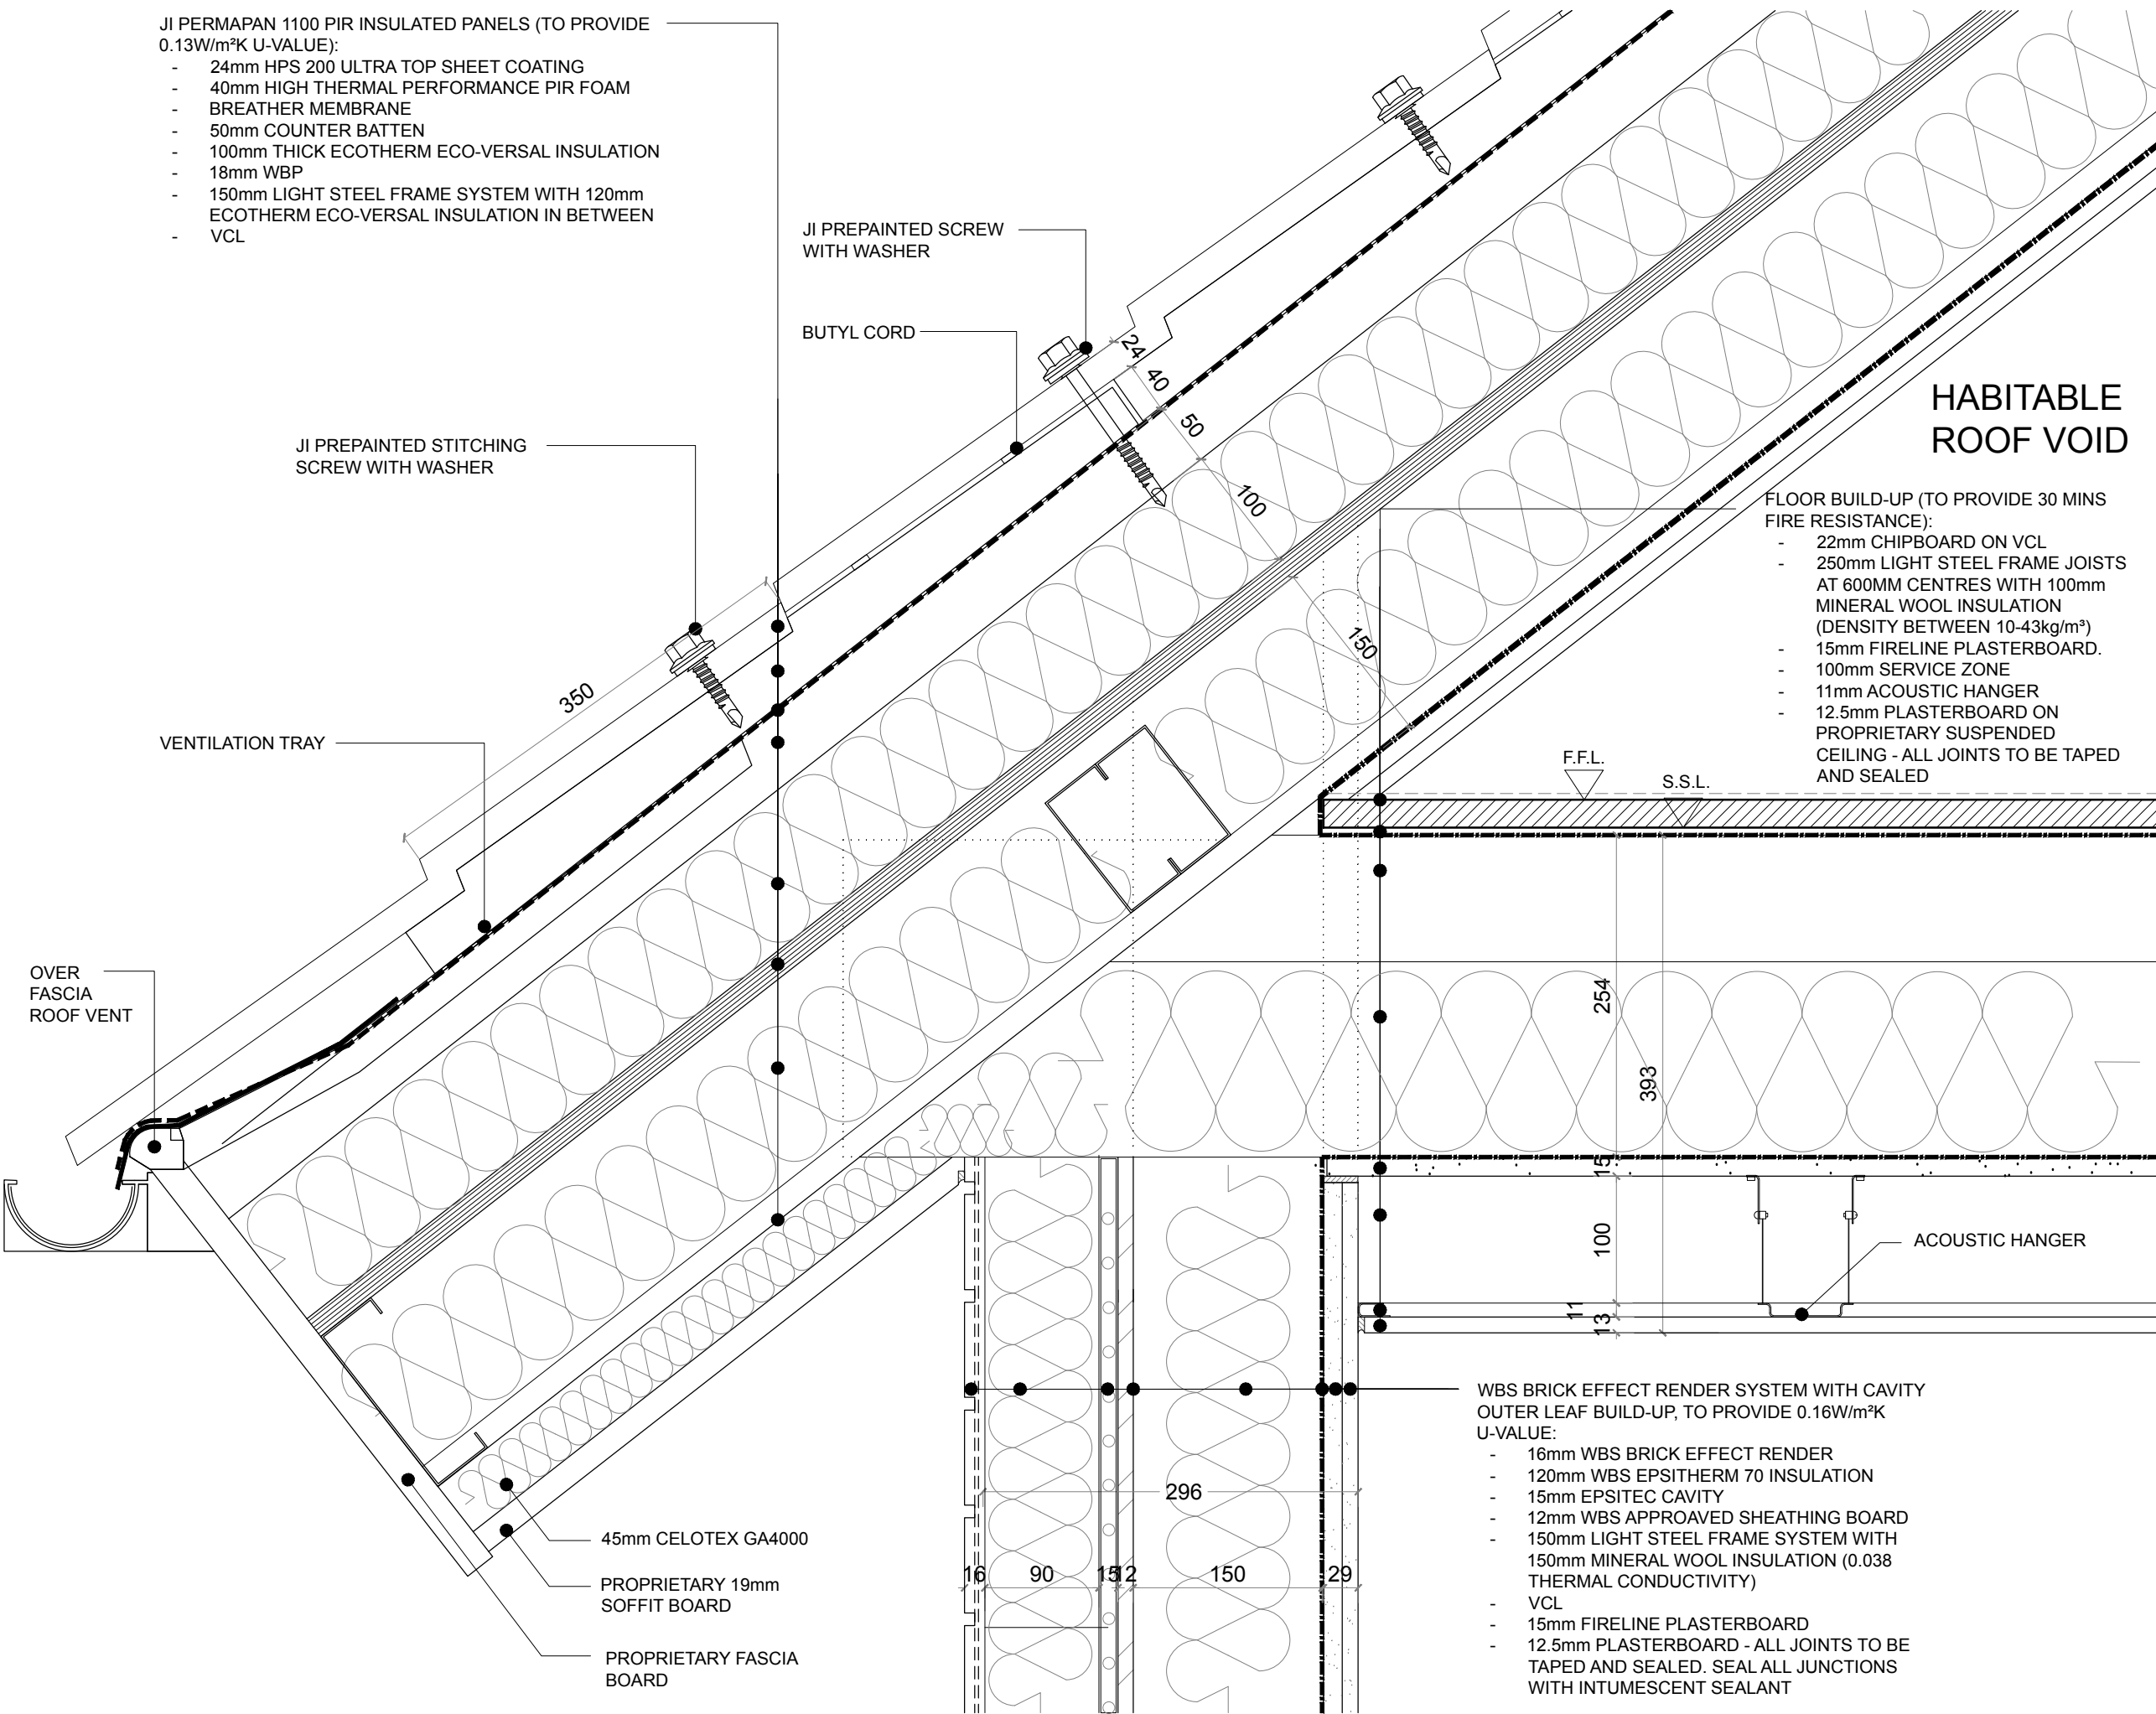 JI PERMAPAN 1100 PIR INSULATED PANELS (TO PROVIDE
0.13W/m²K U-VALUE):
- 24mm HPS 200 ULTRA TOP SHEET COATING
- 40mm HIGH THERMAL PERFORMANCE PIR FOAM
- BREATHER MEMBRANE
- 50mm COUNTER BATTEN
- 100mm THICK ECOTHERM ECO-VERSAL INSULATION
- 18mm WBP
- 150mm LIGHT STEEL FRAME SYSTEM WITH 120mm
ECOTHERM ECO-VERSAL INSULATION IN BETWEEN
- VCL
JI PREPAINTED SCREW
WITH WASHER
BUTYL CORD
JI PREPAINTED STITCHING
SCREW WITH WASHER
24
40
50
100
150
350
VENTILATION TRAY
OVER
FASCIA
ROOF VENT
HABITABLE
ROOF VOID
FLOOR BUILD-UP (TO PROVIDE 30 MINS
FIRE RESISTANCE):
- 22mm CHIPBOARD ON VCL
- 250mm LIGHT STEEL FRAME JOISTS
AT 600MM CENTRES WITH 100mm
MINERAL WOOL INSULATION
(DENSITY BETWEEN 10-43kg/m³)
- 15mm FIRELINE PLASTERBOARD.
- 100mm SERVICE ZONE
- 11mm ACOUSTIC HANGER
- 12.5mm PLASTERBOARD ON
PROPRIETARY SUSPENDED
CEILING - ALL JOINTS TO BE TAPED
AND SEALED
F.F.L.
S.S.L.
254
393
15
100
11
13
ACOUSTIC HANGER
WBS BRICK EFFECT RENDER SYSTEM WITH CAVITY
OUTER LEAF BUILD-UP, TO PROVIDE 0.16W/m²K
U-VALUE:
- 16mm WBS BRICK EFFECT RENDER
- 120mm WBS EPSITHERM 70 INSULATION
- 15mm EPSITEC CAVITY
- 12mm WBS APPROAVED SHEATHING BOARD
- 150mm LIGHT STEEL FRAME SYSTEM WITH
150mm MINERAL WOOL INSULATION (0.038
THERMAL CONDUCTIVITY)
- VCL
- 15mm FIRELINE PLASTERBOARD
- 12.5mm PLASTERBOARD - ALL JOINTS TO BE
TAPED AND SEALED. SEAL ALL JUNCTIONS
WITH INTUMESCENT SEALANT
296
16 90 15 12 150 29
45mm CELOTEX GA4000
PROPRIETARY 19mm
SOFFIT BOARD
PROPRIETARY FASCIA
BOARD